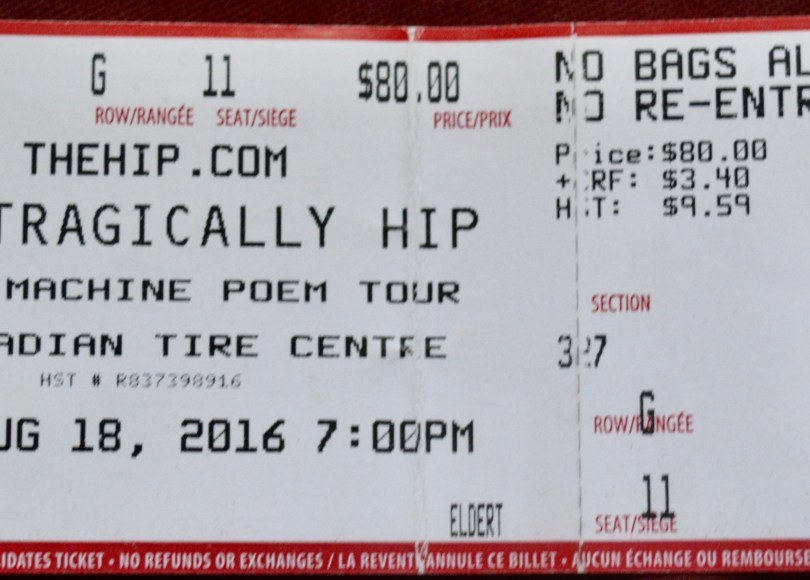 G 11 $80.00
ROW/RANGÉE SEAT/SIÈGE PRICE/PRIX
THEHIP.COM
TRAGICALLY HIP
MACHINE POEM TOUR
ADIAN TIRE CENTRE
HST # R837398916
UG 18, 2016 7:00PM
ELDERT
NO BAGS AL
NO RE-ENTR
Price:$80.00
+ RF: $3.40
HST: $9.59
SECTION
327
G
ROW/RANGÉE
11
SEAT/SIEGE
IDATES TICKET • NO REFUNDS OR EXCHANGES / LA REVENTE ANNULE CE BILLET • AUCUN ÉCHANGE OU REMBOURSE